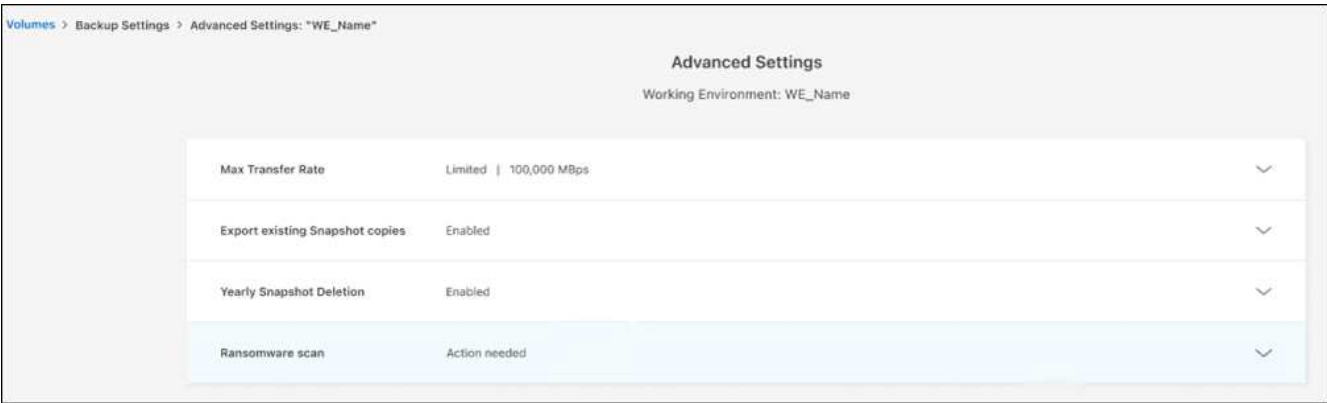 Volumes > Backup Settings > Advanced Settings: "WE_Name"
Advanced Settings
Working Environment: WE_Name
Max Transfer Rate Limited | 100,000 MBps
Export existing Snapshot copies Enabled
Yearly Snapshot Deletion Enabled
Ransomware scan Action needed